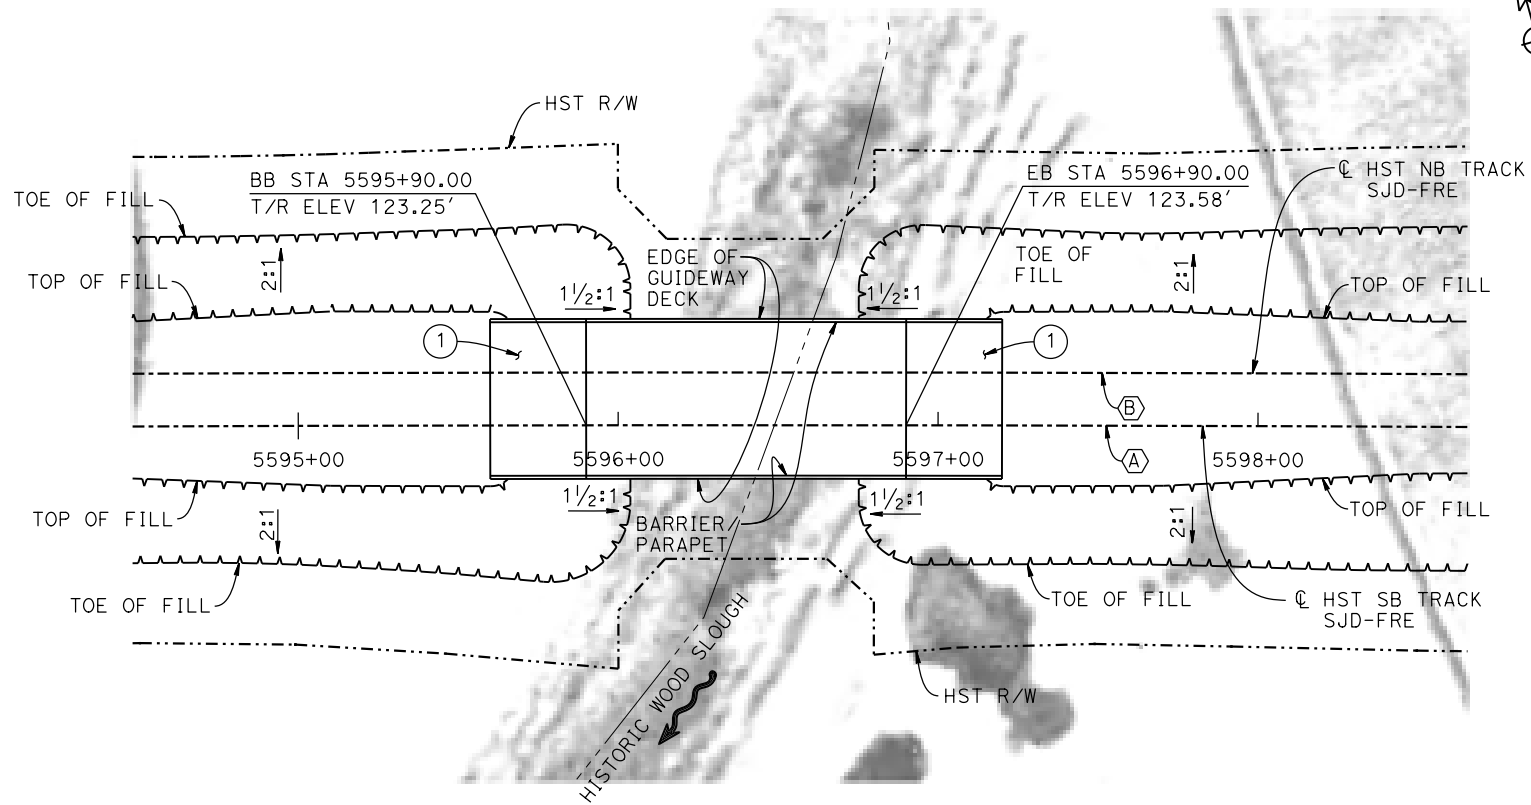 HST R/W
BB STA 5595+90.00
T/R ELEV 123.25'
EB STA 5596+90.00
T/R ELEV 123.58'
℄ HST NB TRACK
SJD-FRE
TOE OF FILL
TOP OF FILL
2:1
1½:1
EDGE OF
GUIDEWAY
DECK
1½:1
TOE OF
FILL
2:1
TOP OF FILL
1
1
B
A
5595+00
5596+00
5597+00
5598+00
TOP OF FILL
2:1
1½:1
BARRIER/
PARAPET
1½:1
2:1
TOP OF FILL
TOE OF FILL
TOE OF FILL
℄ HST SB TRACK
SJD-FRE
HISTORIC WOOD SLOUGH
HST R/W